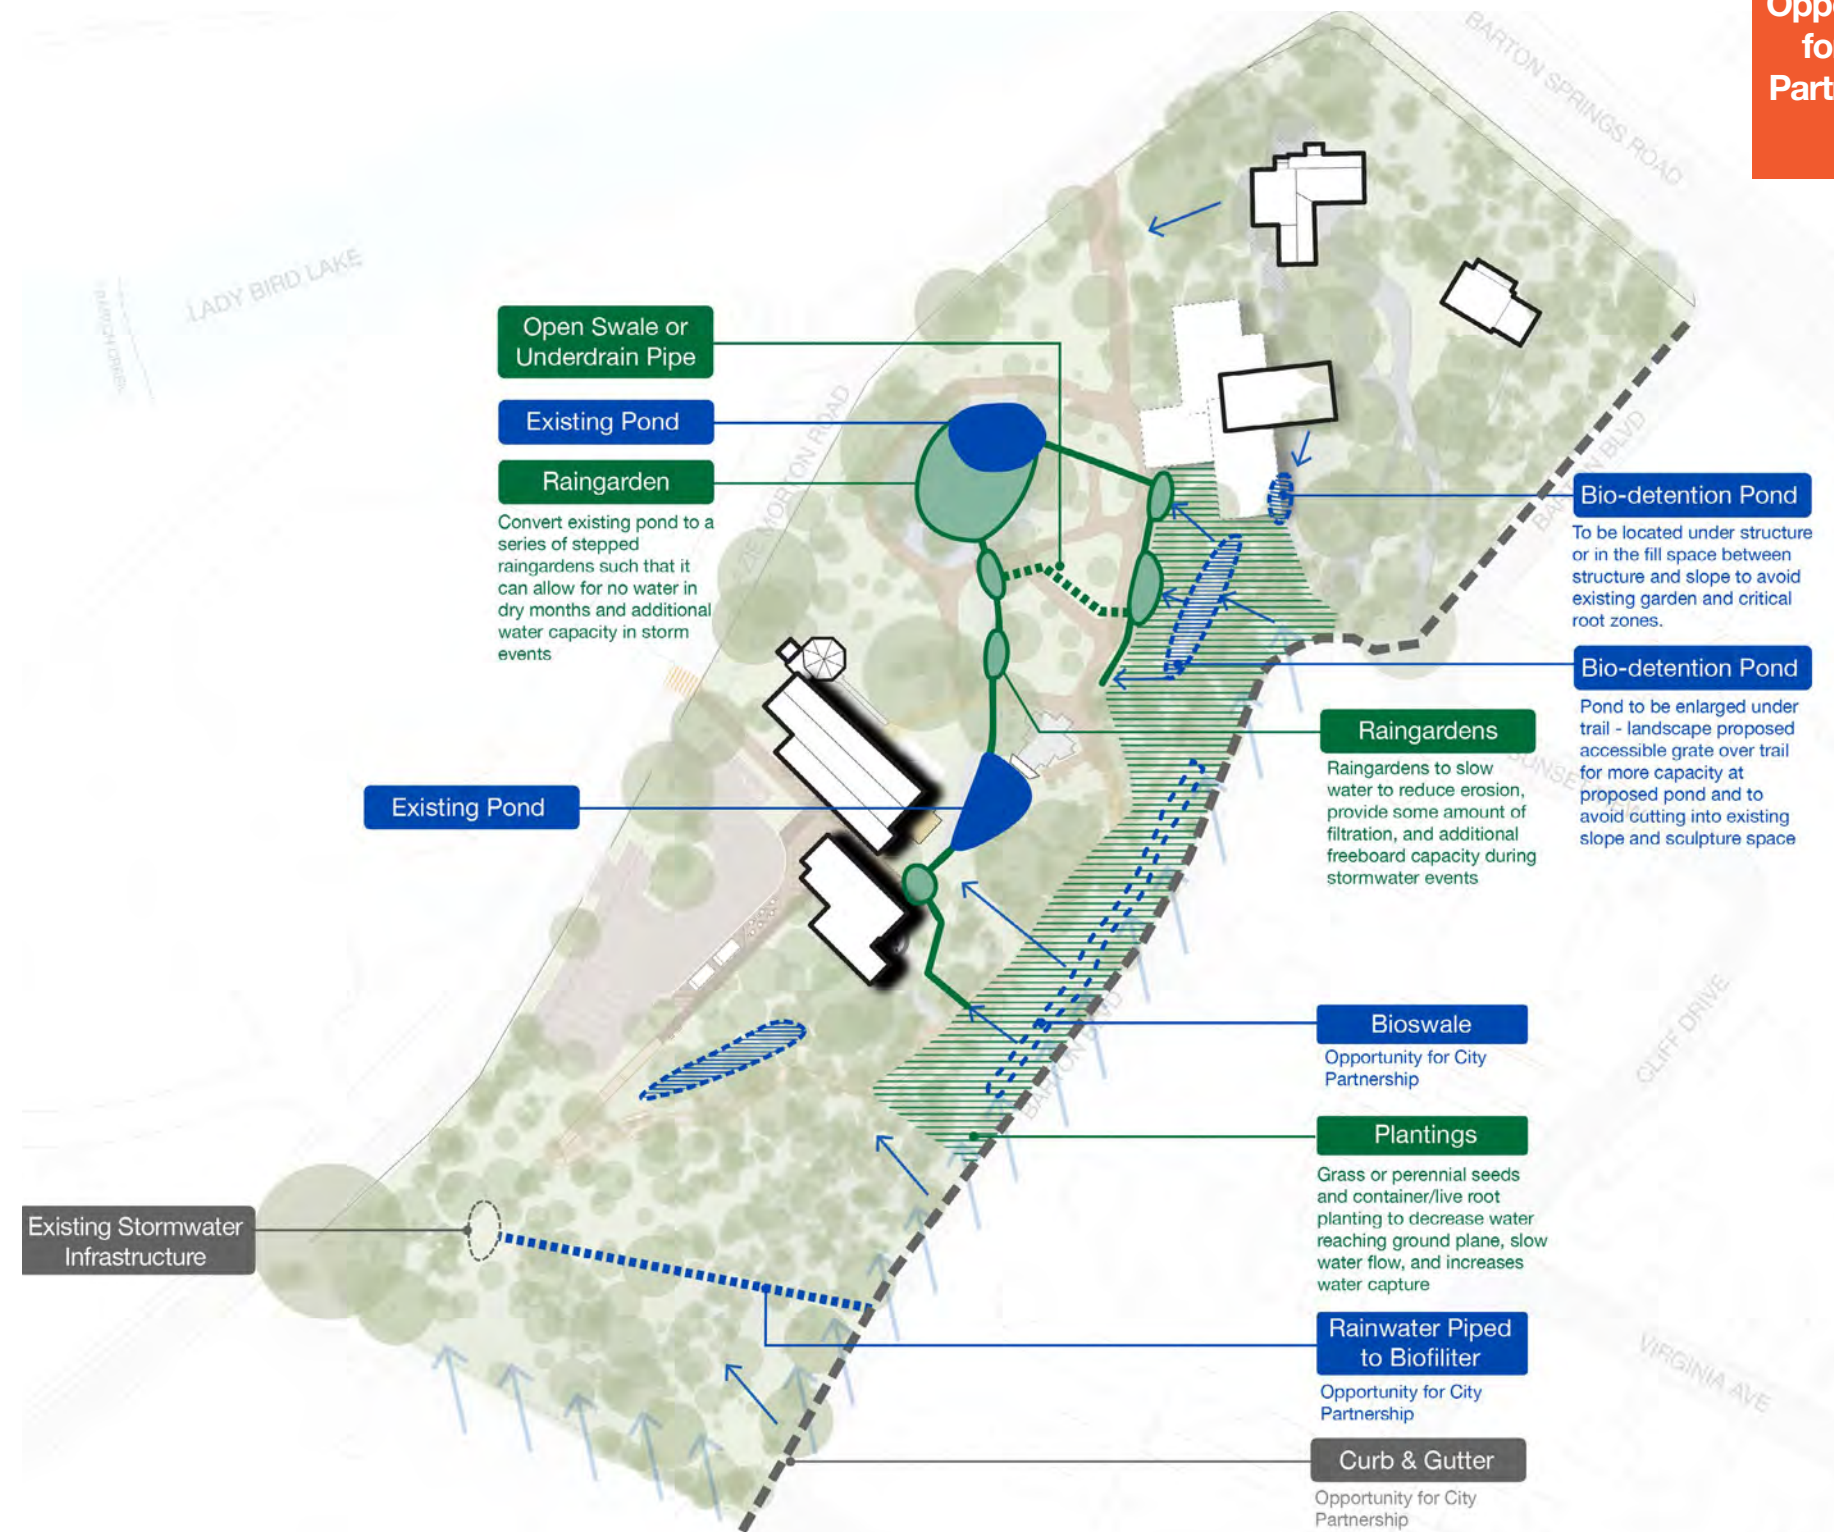 Oppo
fo
Part
BARTON SPRINGS ROAD
LADY BIRD LAKE
Open Swale or
Underdrain Pipe
Existing Pond
Raingarden
Convert existing pond to a
series of stepped
raingardens such that it
can allow for no water in
dry months and additional
water capacity in storm
events
Existing Pond
Existing Stormwater
Infrastructure
BARTON BLVD
Bio-detention Pond
To be located under structure
or in the fill space between
structure and slope to avoid
existing garden and critical
root zones.
Bio-detention Pond
Pond to be enlarged under
trail - landscape proposed
accessible grate over trail
for more capacity at
proposed pond and to
avoid cutting into existing
slope and sculpture space
Raingardens
Raingardens to slow
water to reduce erosion,
provide some amount of
filtration, and additional
freeboard capacity during
stormwater events
BARTON BLVD
CLIFF DRIVE
Bioswale
Opportunity for City
Partnership
Plantings
Grass or perennial seeds
and container/live root
planting to decrease water
reaching ground plane, slow
water flow, and increases
water capture
Rainwater Piped
to Biofiliter
Opportunity for City
Partnership
VIRGINIA AVE
Curb & Gutter
Opportunity for City
Partnership
MORTON ROAD
SUNSET